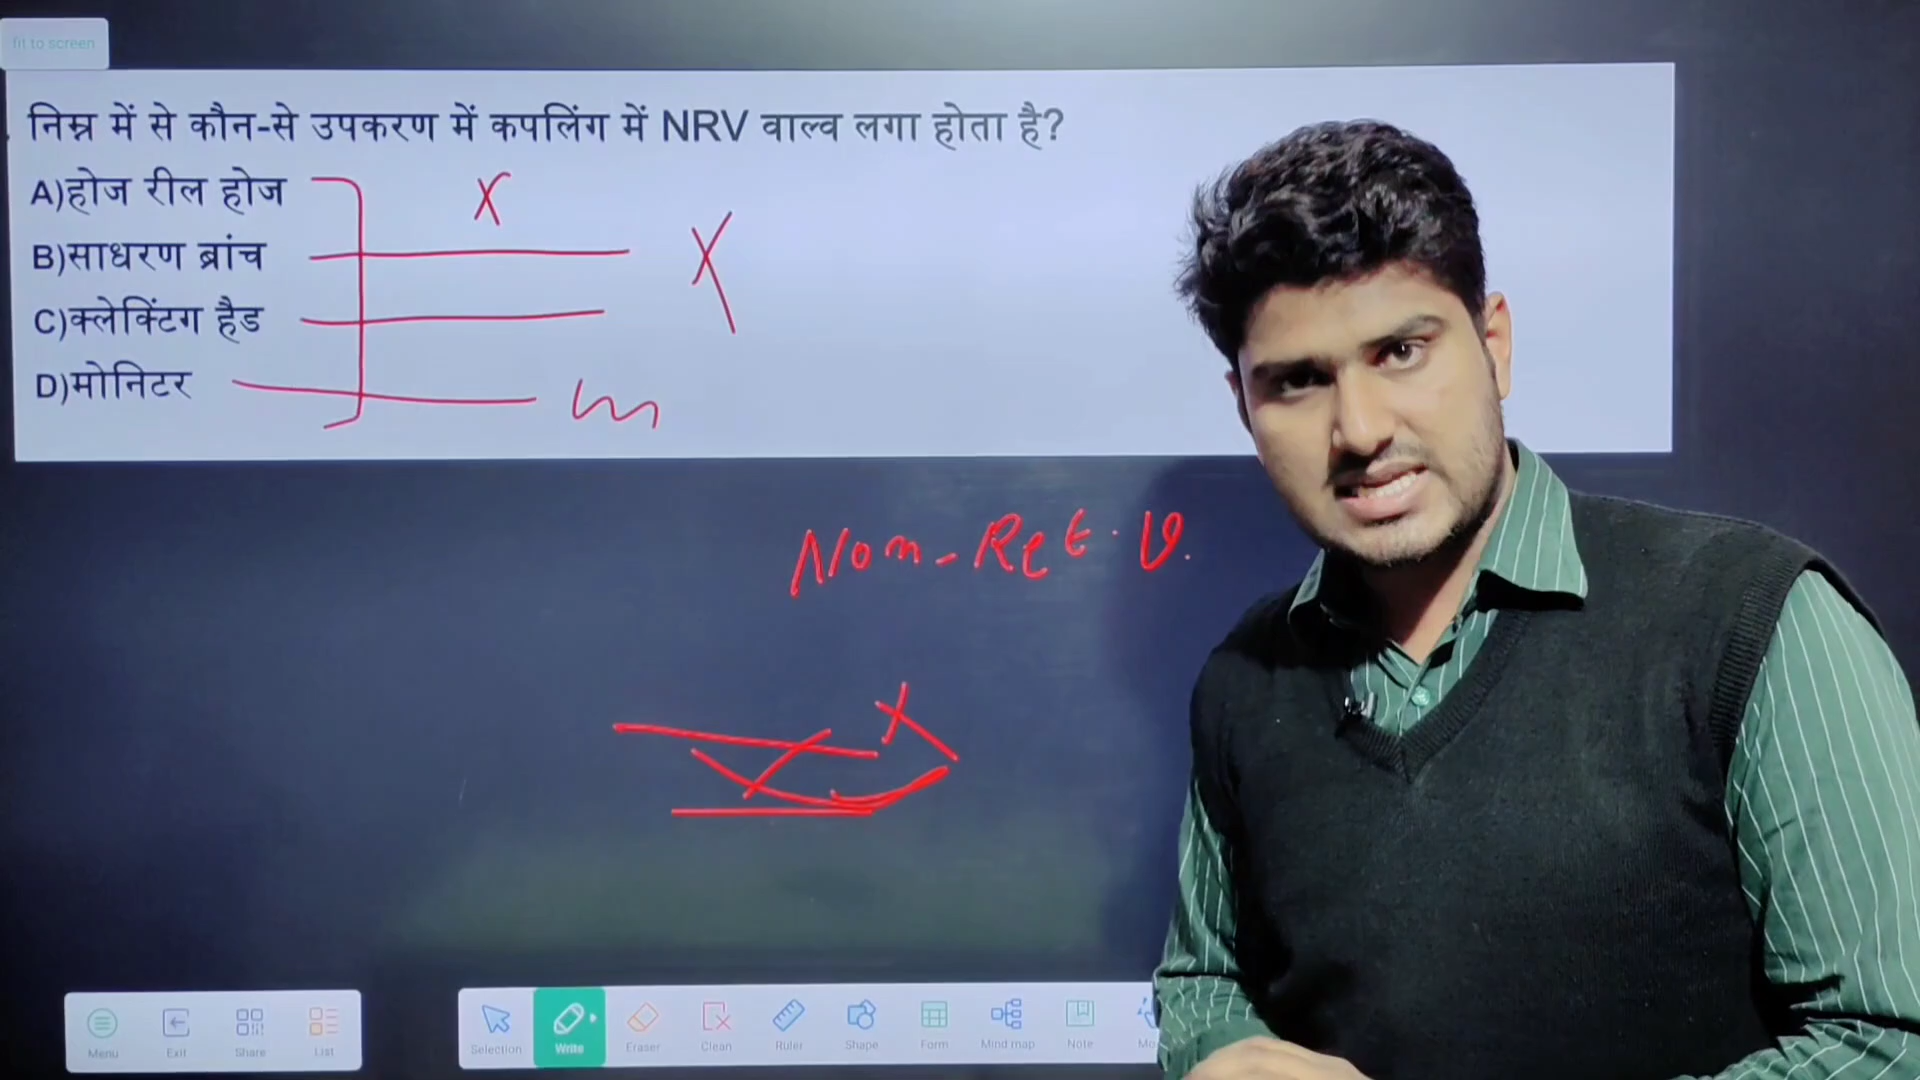 fit to screen
निम्न में से कौन-से उपकरण में कपलिंग में NRV वाल्व लगा होता है?
A)होज रील होज
B)साधरण ब्रांच
C)क्लेक्टिंग हैड
D)मोनिटर
Non-Ret. V.
Menu Exit Share List Selection Write Eraser Clean Ruler Shape Form Mind map Note